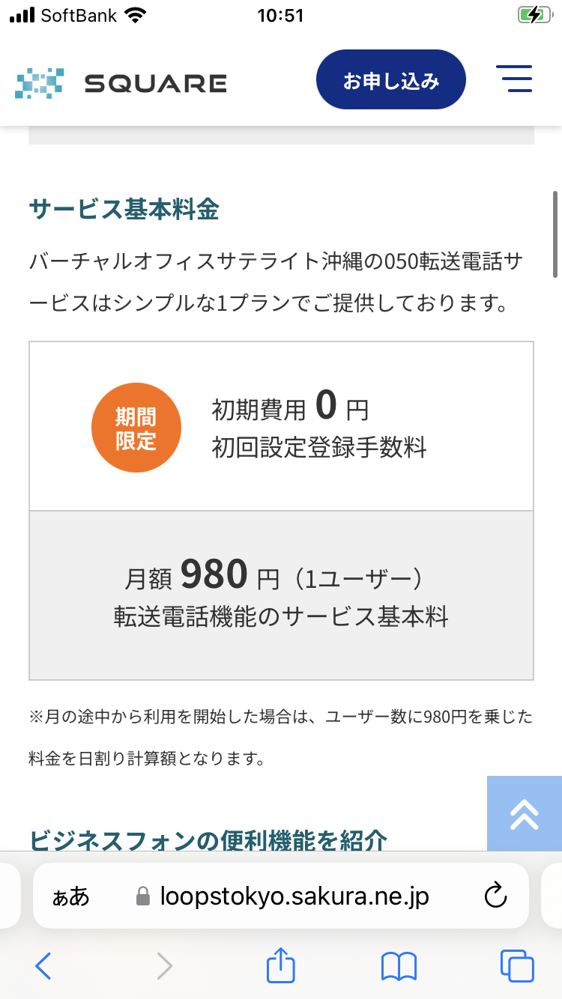 SoftBank 10:51
SQUARE お申し込み
サービス基本料金
バーチャルオフィスサテライト沖縄の050転送電話サ
ービスはシンプルな1プランでご提供しております。
期間
限定
初期費用 0 円
初回設定登録手数料
月額 980 円（1ユーザー）
転送電話機能のサービス基本料
※月の途中から利用を開始した場合は、ユーザー数に980円を乗じた
料金を日割り計算額となります。
ビジネスフォンの便利機能を紹介
ぁあ loopstokyo.sakura.ne.jp